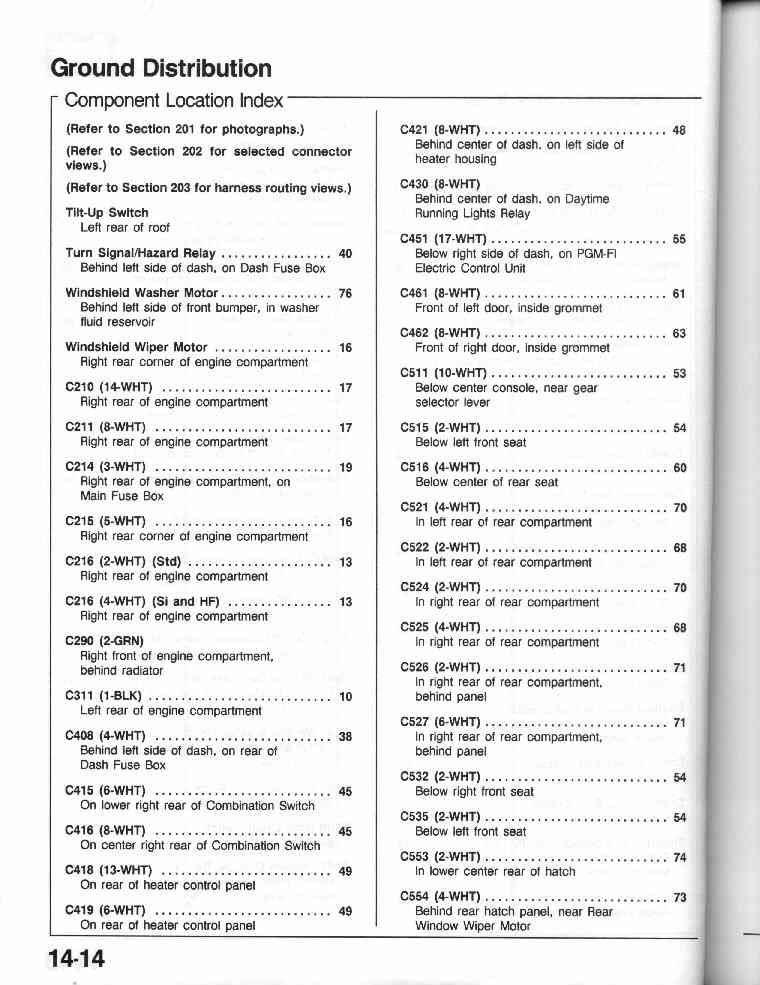 Ground Distribution
Component Location Index
(Refer to Section 201 for photographs.)
(Refer to Section 202 for selected connector
views.)
(Refer to Section 203 for harness routing views.)
Tilt-Up Switch
Left rear of roof
Turn Signal/Hazard Relay ................. 40
Behind left side of dash, on Dash Fuse Box
Windshield Washer Motor ................. 76
Behind left side of front bumper, in washer
fluid reservoir
Windshield Wiper Motor .................. 16
Right rear corner of engine compartment
C210 (14-WHT) .......................... 17
Right rear of engine compartment
C211 (8-WHT) ........................... 17
Right rear of engine compartment
C214 (3-WHT) ........................... 19
Right rear of engine compartment, on
Main Fuse Box
C215 (5-WHT) ........................... 16
Right rear corner of engine compartment
C216 (2-WHT) (Std) ...................... 13
Right rear of engine compartment
C216 (4-WHT) (Si and HF) ................ 13
Right rear of engine compartment
C290 (2-GRN)
Right front of engine compartment,
behind radiator
C311 (1-BLK) ............................ 10
Left rear of engine compartment
C408 (4-WHT) ........................... 38
Behind left side of dash, on rear of
Dash Fuse Box
C415 (6-WHT) ........................... 45
On lower right rear of Combination Switch
C416 (8-WHT) ........................... 45
On center right rear of Combination Switch
C418 (13-WHT) .......................... 49
On rear of heater control panel
C419 (6-WHT) ........................... 49
On rear of heater control panel
C421 (8-WHT) ............................ 48
Behind center of dash, on left side of
heater housing
C430 (8-WHT)
Behind center of dash, on Daytime
Running Lights Relay
C451 (17-WHT) ........................... 55
Below right side of dash, on PGM-FI
Electric Control Unit
C461 (8-WHT) ............................ 61
Front of left door, inside grommet
C462 (8-WHT) ............................ 63
Front of right door, inside grommet
C511 (10-WHT) ........................... 53
Below center console, near gear
selector lever
C515 (2-WHT) ............................ 54
Below left front seat
C516 (4-WHT) ............................ 60
Below center of rear seat
C521 (4-WHT) ............................ 70
In left rear of rear compartment
C522 (2-WHT) ............................ 68
In left rear of rear compartment
C524 (2-WHT) ............................ 70
In right rear of rear compartment
C525 (4-WHT) ............................ 68
In right rear of rear compartment
C526 (2-WHT) ............................ 71
In right rear of rear compartment,
behind panel
C527 (6-WHT) ............................ 71
In right rear of rear compartment,
behind panel
C532 (2-WHT) ............................ 54
Below right front seat
C535 (2-WHT) ............................ 54
Below left front seat
C553 (2-WHT) ............................ 74
In lower center rear of hatch
C554 (4-WHT) ............................ 73
Behind rear hatch panel, near Rear
Window Wiper Motor
14-14